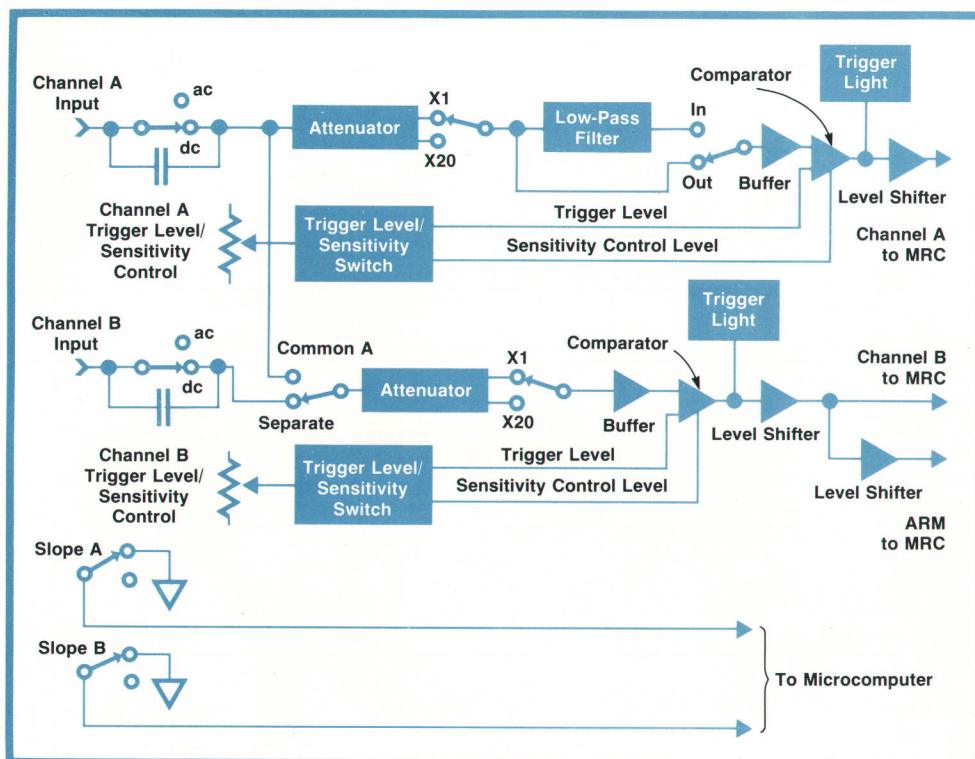 Channel A
Input
ac
dc
Attenuator
X1
X20
Low-Pass
Filter
In
Out
Buffer
Comparator
Trigger
Light
Level Shifter
Channel A
to MRC
Channel A
Trigger Level/
Sensitivity
Control
Trigger Level/
Sensitivity
Switch
Trigger Level
Sensitivity Control Level
Channel B
Input
ac
dc
Common A
Separate
Attenuator
X1
X20
Buffer
Comparator
Trigger
Light
Level Shifter
Channel B
to MRC
Level Shifter
ARM
to MRC
Channel B
Trigger Level/
Sensitivity
Control
Trigger Level/
Sensitivity
Switch
Trigger Level
Sensitivity Control Level
Slope A
Slope B
To Microcomputer